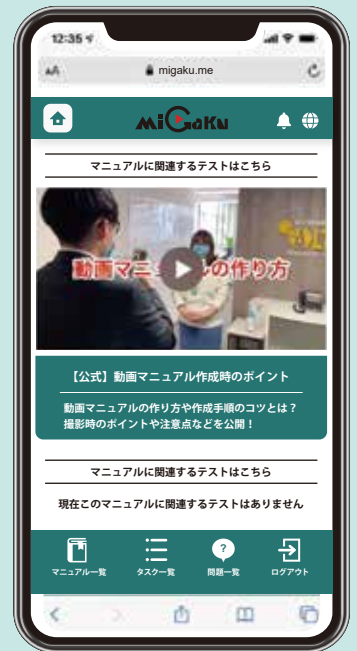 12:35
AA
migaku.me
MiGaKu
マニュアルに関連するテストはこちら
動画マニュアルの作り方
【公式】動画マニュアル作成時のポイント
動画マニュアルの作り方や作成手順のコツとは？
撮影時のポイントや注意点などを公開！
マニュアルに関連するテストはこちら
現在このマニュアルに関連するテストはありません
?
マニュアル一覧
タスク一覧
問題一覧
ログアウト